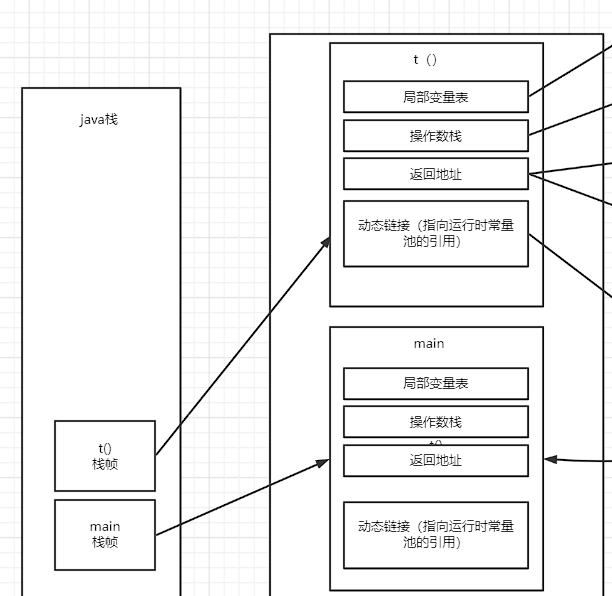 java栈
t()
栈帧
main
栈帧
t（）
局部变量表
操作数栈
返回地址
动态链接（指向运行时常量
池的引用）
main
局部变量表
操作数栈
返回地址
动态链接（指向运行时常量
池的引用）